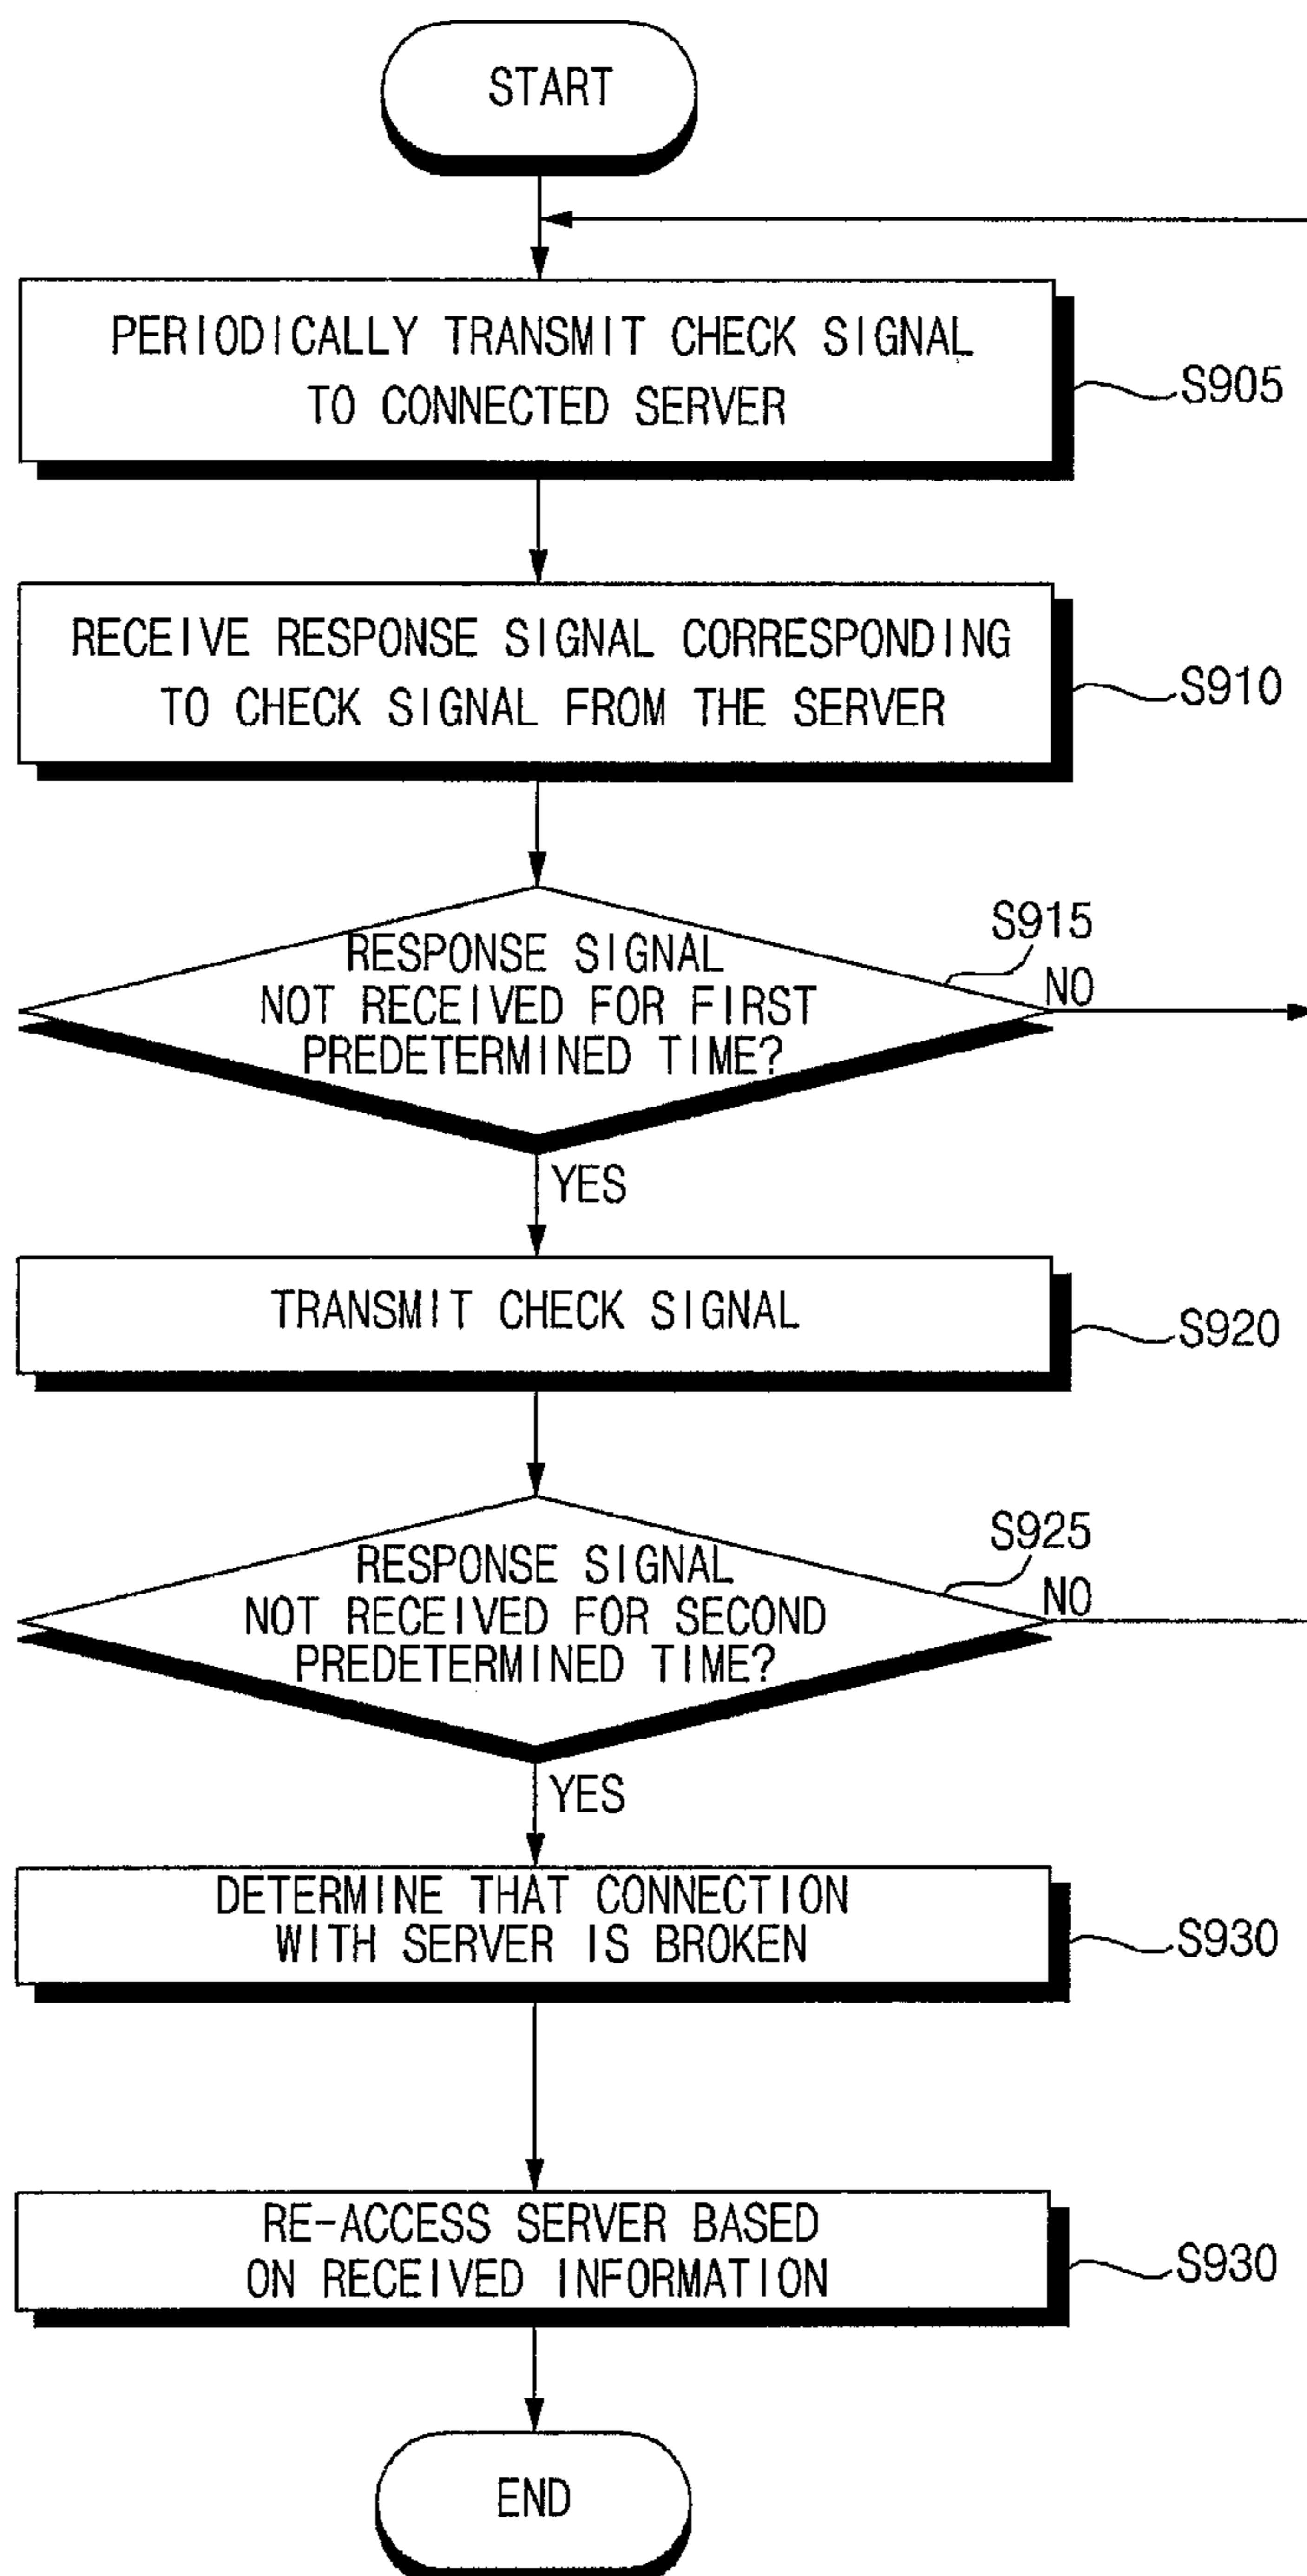 START
PERIODICALLY TRANSMIT CHECK SIGNAL
TO CONNECTED SERVER
S905
RECEIVE RESPONSE SIGNAL CORRESPONDING
TO CHECK SIGNAL FROM THE SERVER
S910
S915
RESPONSE SIGNAL
NOT RECEIVED FOR FIRST
PREDETERMINED TIME?
NO
YES
TRANSMIT CHECK SIGNAL
S920
S925
RESPONSE SIGNAL
NOT RECEIVED FOR SECOND
PREDETERMINED TIME?
NO
YES
DETERMINE THAT CONNECTION
WITH SERVER IS BROKEN
S930
RE-ACCESS SERVER BASED
ON RECEIVED INFORMATION
S930
END